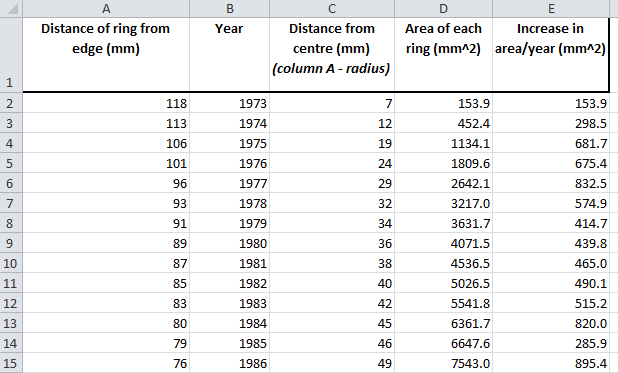 A B C D E
Distance of ring from Year Distance from Area of each Increase in
edge (mm) centre (mm) ring (mm^2) area/year (mm^2)
1 (column A - radius)
2 118 1973 7 153.9 153.9
3 113 1974 12 452.4 298.5
4 106 1975 19 1134.1 681.7
5 101 1976 24 1809.6 675.4
6 96 1977 29 2642.1 832.5
7 93 1978 32 3217.0 574.9
8 91 1979 34 3631.7 414.7
9 89 1980 36 4071.5 439.8
10 87 1981 38 4536.5 465.0
11 85 1982 40 5026.5 490.1
12 83 1983 42 5541.8 515.2
13 80 1984 45 6361.7 820.0
14 79 1985 46 6647.6 285.9
15 76 1986 49 7543.0 895.4